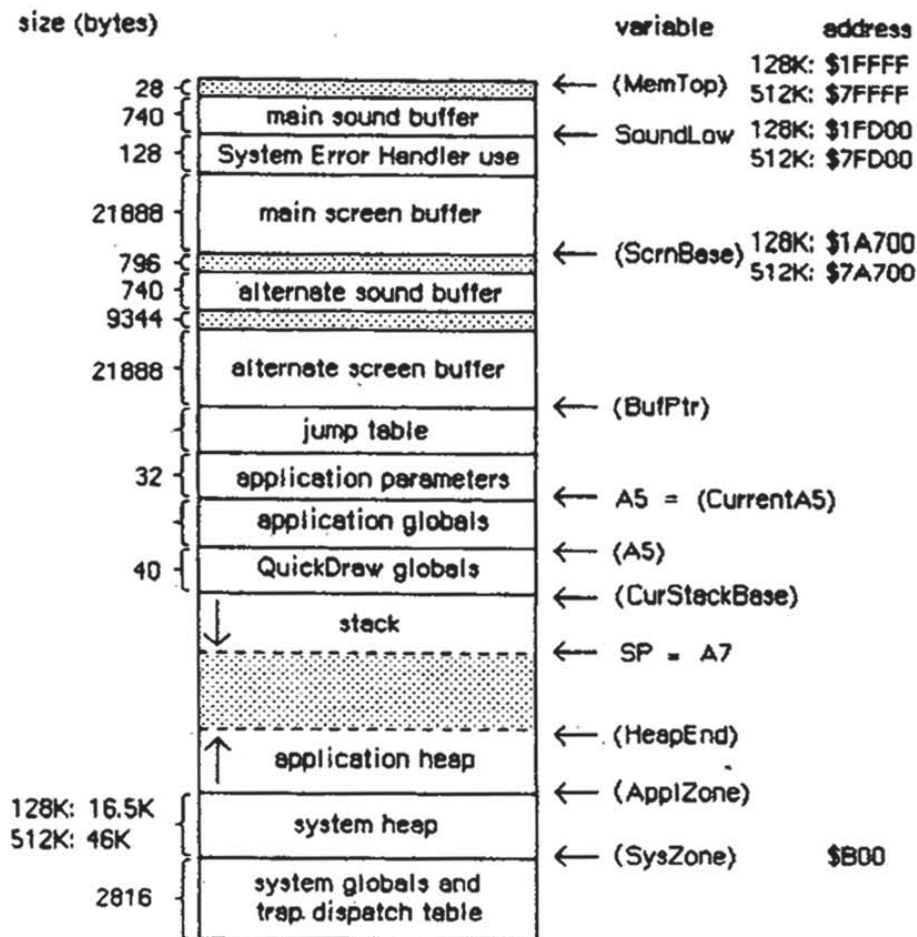 size (bytes) variable address
128K: $1FFFF
28 ← (MemTop)
512K: $7FFFF
740 main sound buffer
← SoundLow 128K: $1FD00
128 System Error Handler use
512K: $7FD00
21888 main screen buffer
← (ScrnBase) 128K: $1A700
796 512K: $7A700
740 alternate sound buffer
9344
21888 alternate screen buffer
← (BufPtr)
jump table
32 application parameters
← A5 = (CurrentA5)
application globals
← (A5)
40 QuickDraw globals
← (CurStackBase)
↓ stack
← SP = A7
← (HeapEnd)
↑ application heap
← (ApplZone)
128K: 16.5K
system heap
512K: 46K
← (SysZone) $B00
system globals and
2816
trap dispatch table